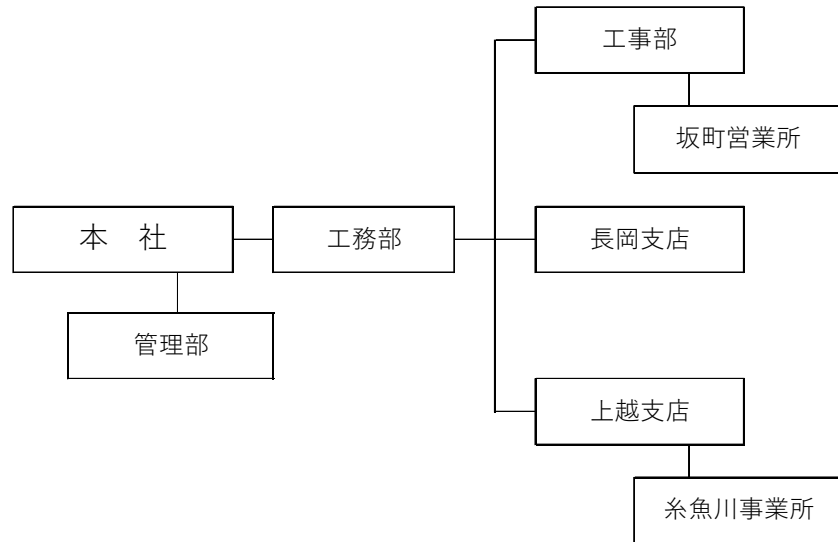 工事部
坂町営業所
本　社
工務部
長岡支店
管理部
上越支店
糸魚川事業所